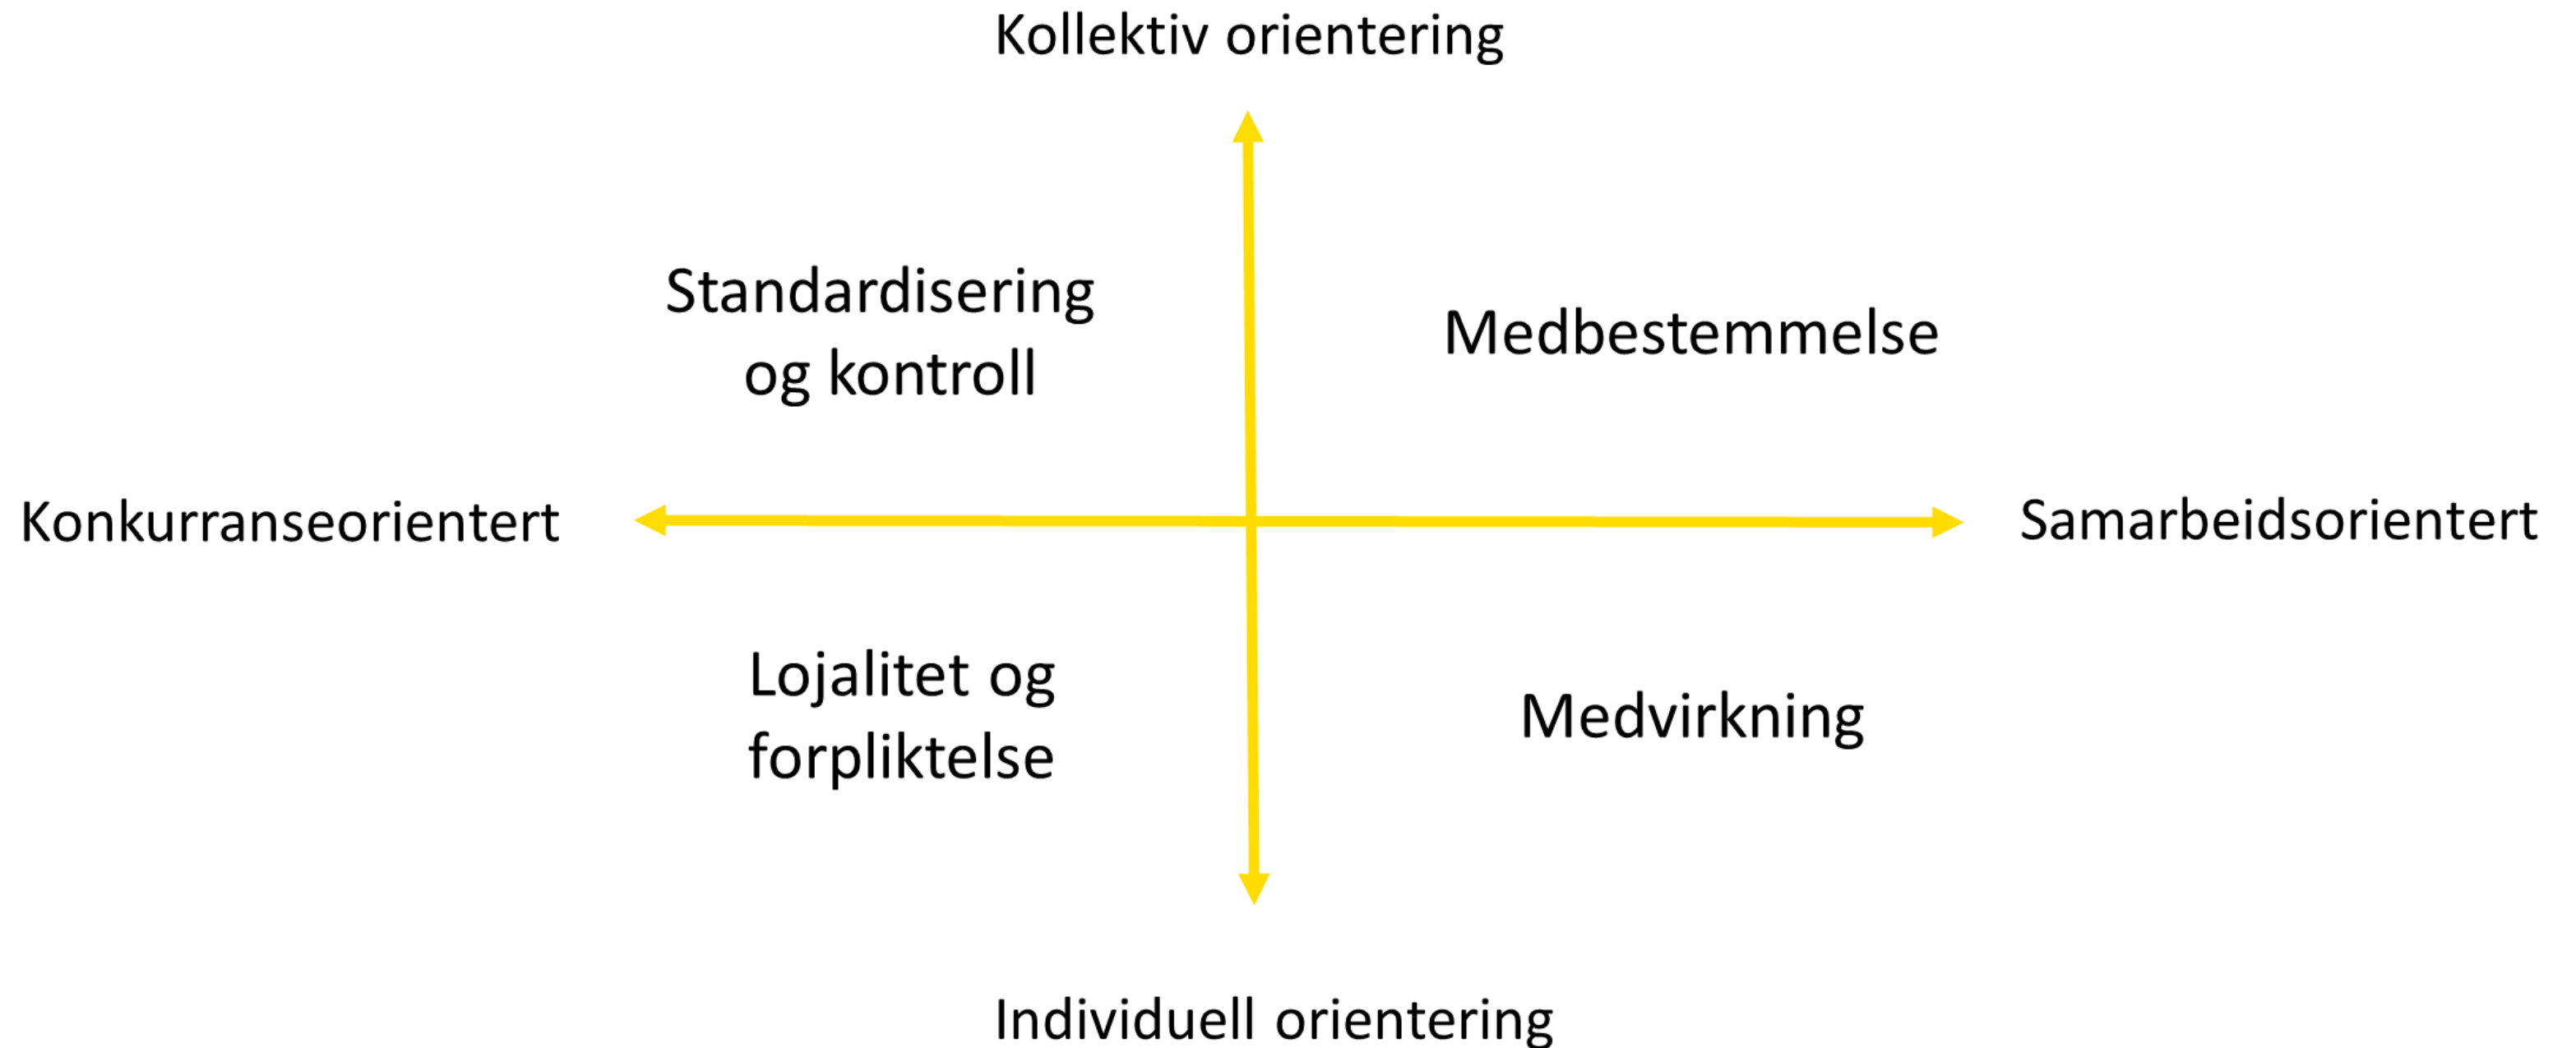 Kollektiv orientering
Standardisering
og kontroll
Medbestemmelse
Konkurranseorientert
Samarbeidsorientert
Lojalitet og
forpliktelse
Medvirkning
Individuell orientering